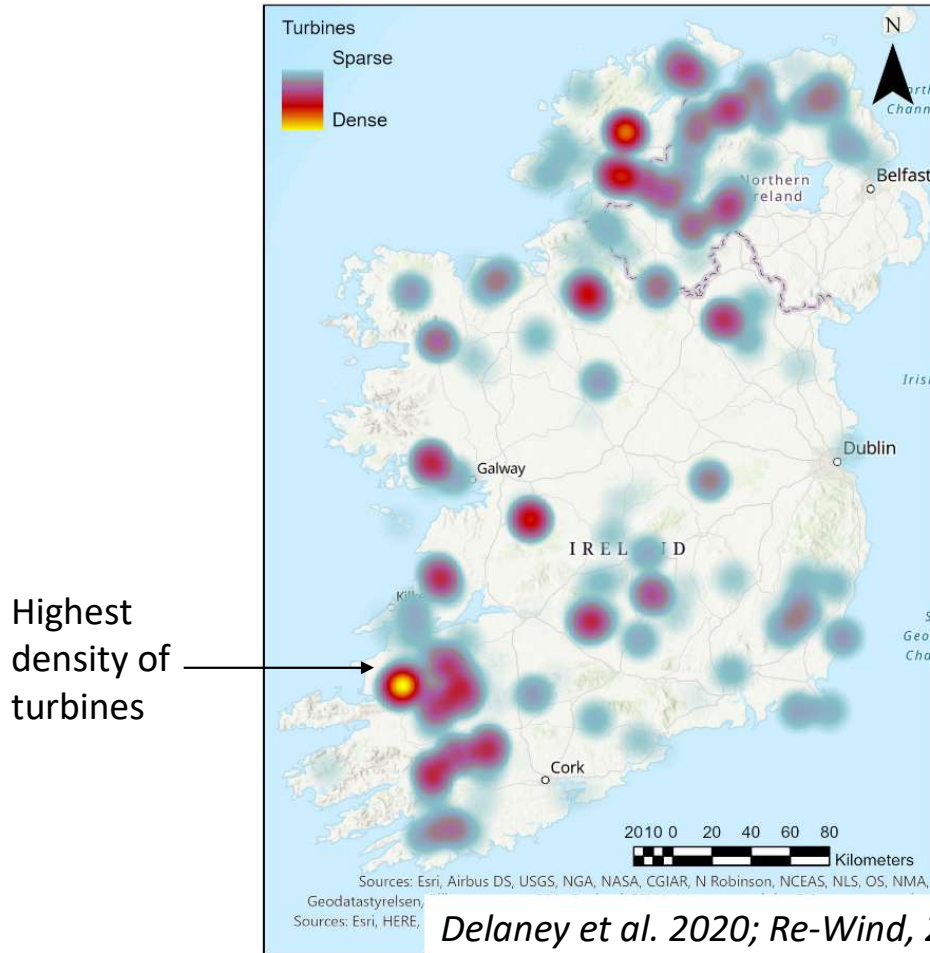 Turbines
Sparse
Dense
N
Channel
Northern
Ireland
Belfast
Dublin
Galway
IRELAND
Highest
density of
turbines
Cork
2010 0 20 40 60 80
Kilometers
Sources: Esri, Airbus DS, USGS, NGA, NASA, CGIAR, N Robinson, NCEAS, NLS, OS, NMA,
Geodatastyrelsen,
Sources: Esri, HERE,
Delaney et al. 2020; Re-Wind, 2